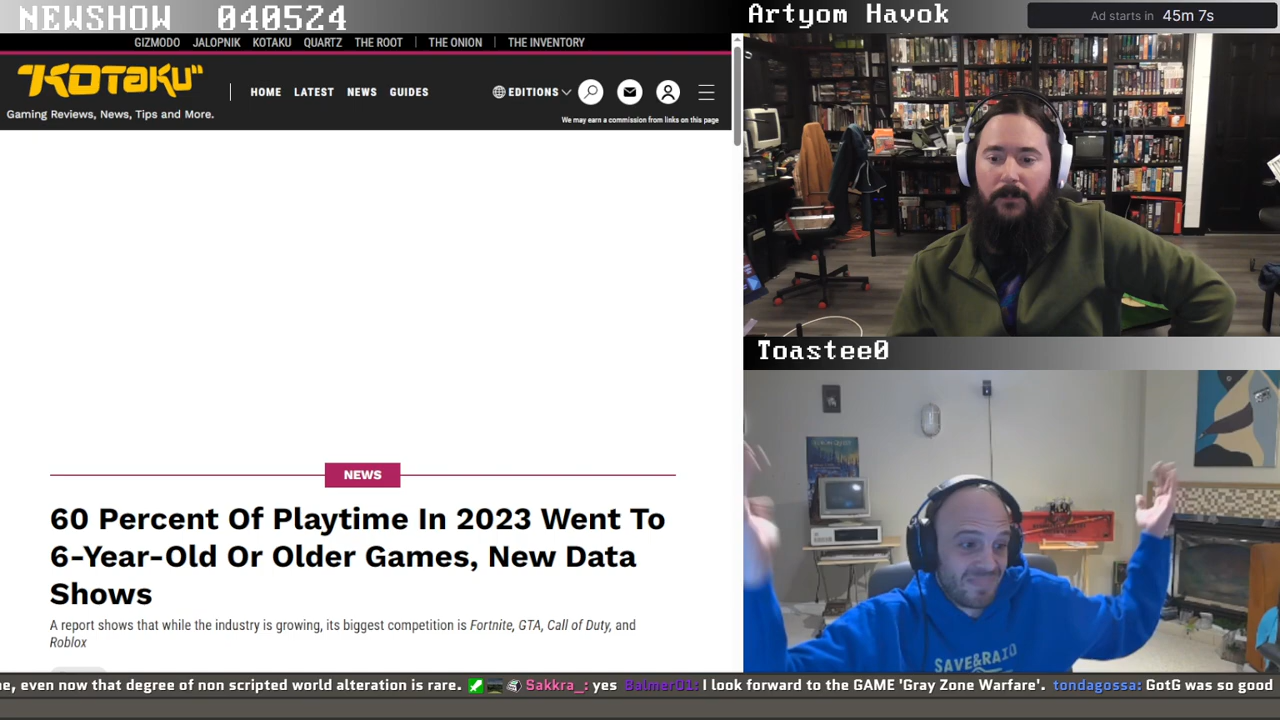 NEWSHOW 040524
Artyom Havok
Ad starts in 45m 7s
GIZMODO JALOPNIK KOTAKU QUARTZ THE ROOT THE ONION THE INVENTORY
KOTAKU
HOME LATEST NEWS GUIDES
EDITIONS
Gaming Reviews, News, Tips and More.
We may earn a commission from links on this page
NEWS
60 Percent Of Playtime In 2023 Went To
6-Year-Old Or Older Games, New Data
Shows
A report shows that while the industry is growing, its biggest competition is Fortnite, GTA, Call of Duty, and
Roblox
Toastee0
SAVE&RAID
e, even now that degree of non scripted world alteration is rare. Sakkra_: yes Balmer01: I look forward to the GAME 'Gray Zone Warfare'. tondagossa: GotG was so good